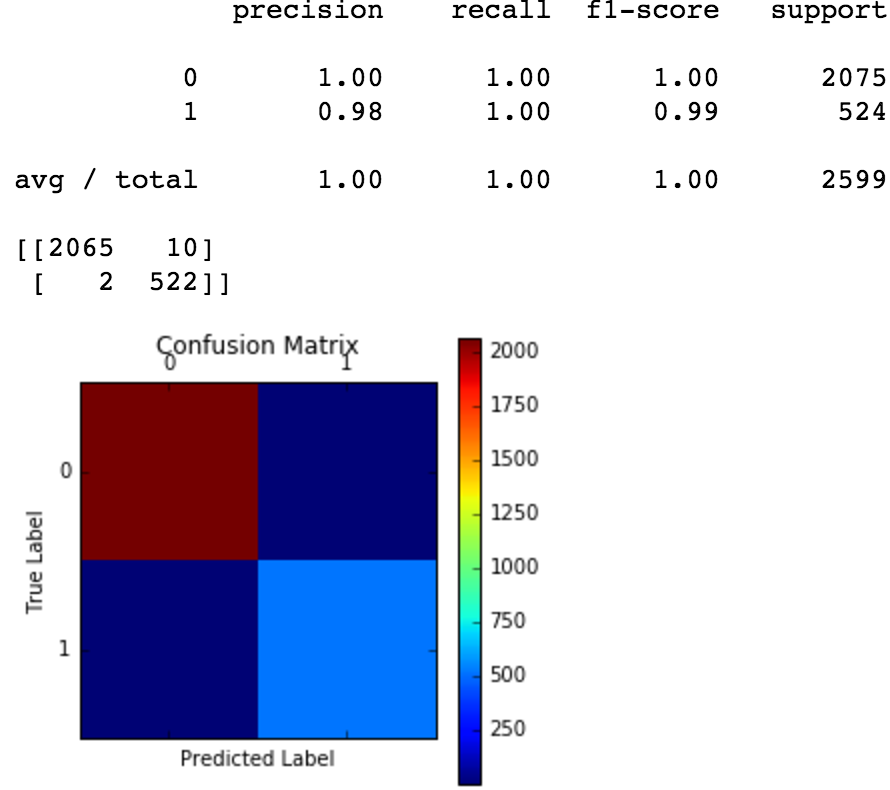 precision recall f1-score support
0 1.00 1.00 1.00 2075
1 0.98 1.00 0.99 524
avg / total 1.00 1.00 1.00 2599
[[2065 10]
[ 2 522]]
Confusion Matrix
0 1
0
1
True Label
Predicted Label
2000
1750
1500
1250
1000
750
500
250